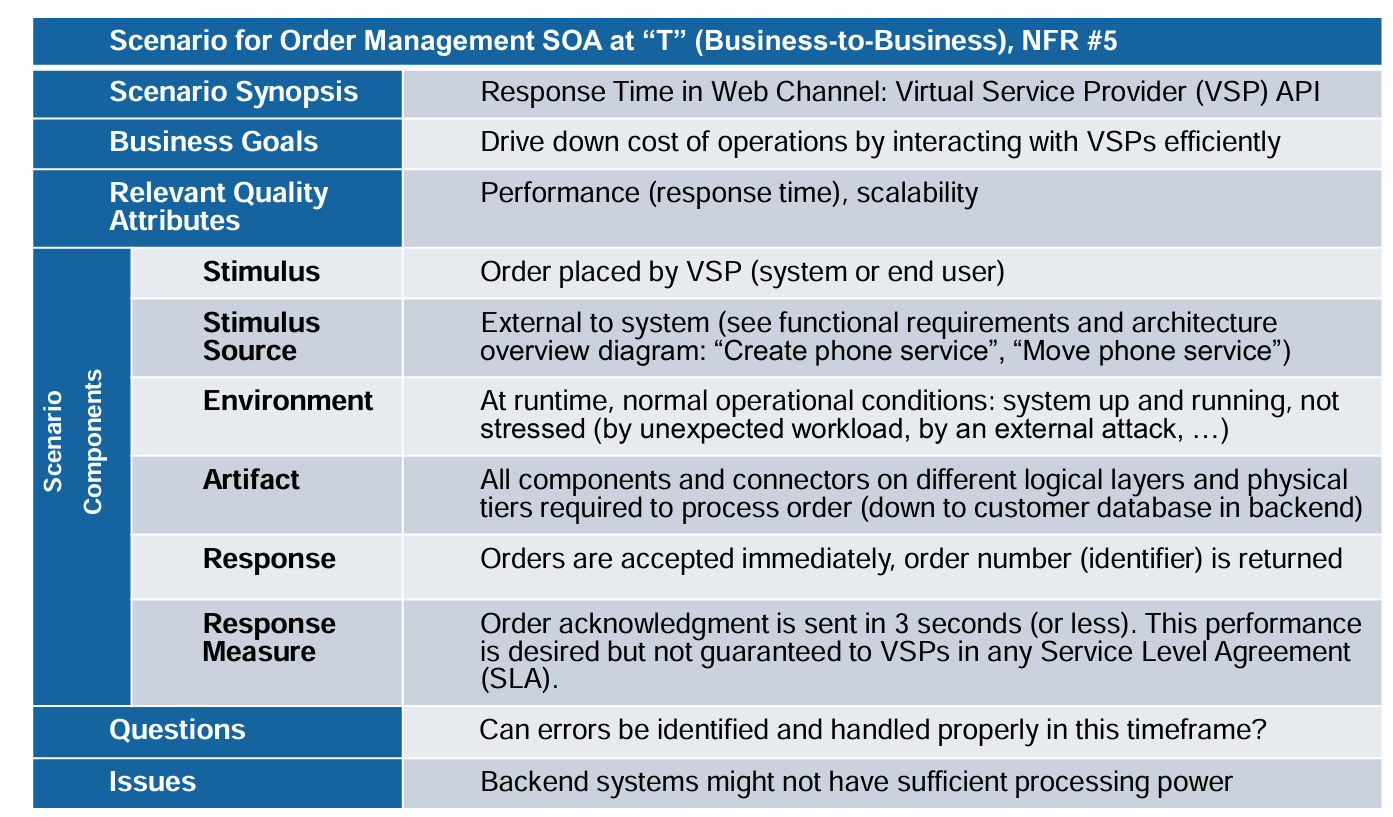 Scenario for Order Management SOA at “T” (Business-to-Business), NFR #5
Scenario Synopsis
Response Time in Web Channel: Virtual Service Provider (VSP) API
Business Goals
Drive down cost of operations by interacting with VSPs efficiently
Relevant Quality
Attributes
Performance (response time), scalability
Scenario
Components
Stimulus
Order placed by VSP (system or end user)
Stimulus
Source
External to system (see functional requirements and architecture
overview diagram: “Create phone service”, “Move phone service”)
Environment
At runtime, normal operational conditions: system up and running, not
stressed (by unexpected workload, by an external attack, …)
Artifact
All components and connectors on different logical layers and physical
tiers required to process order (down to customer database in backend)
Response
Orders are accepted immediately, order number (identifier) is returned
Response
Measure
Order acknowledgment is sent in 3 seconds (or less). This performance
is desired but not guaranteed to VSPs in any Service Level Agreement
(SLA).
Questions
Can errors be identified and handled properly in this timeframe?
Issues
Backend systems might not have sufficient processing power